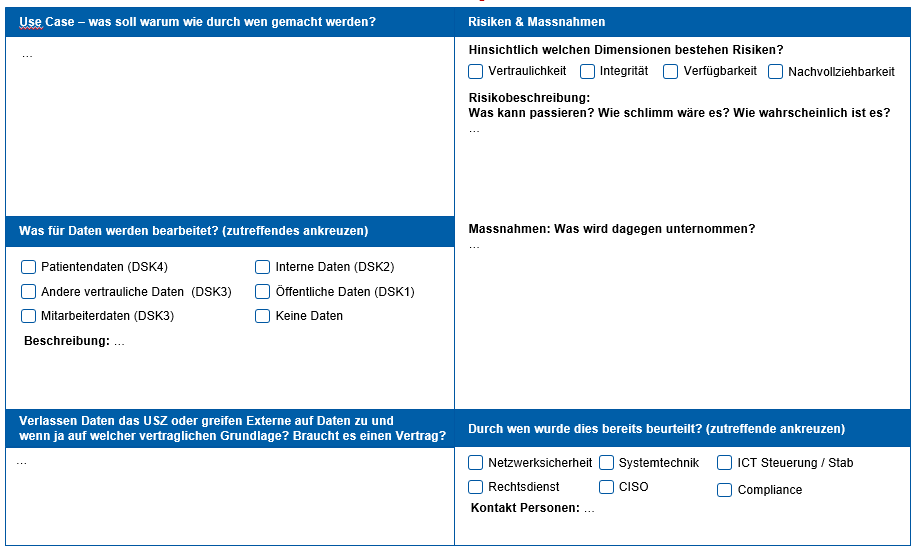 Use Case – was soll warum wie durch wen gemacht werden?
…
Was für Daten werden bearbeitet? (zutreffendes ankreuzen)
Patientendaten (DSK4)
Interne Daten (DSK2)
Andere vertrauliche Daten (DSK3)
Öffentliche Daten (DSK1)
Mitarbeiterdaten (DSK3)
Keine Daten
Beschreibung: …
Verlassen Daten das USZ oder greifen Externe auf Daten zu und
wenn ja auf welcher vertraglichen Grundlage? Braucht es einen Vertrag?
…
Risiken & Massnahmen
Hinsichtlich welchen Dimensionen bestehen Risiken?
Vertraulichkeit
Integrität
Verfügbarkeit
Nachvollziehbarkeit
Risikobeschreibung:
Was kann passieren? Wie schlimm wäre es? Wie wahrscheinlich ist es?
…
Massnahmen: Was wird dagegen unternommen?
…
Durch wen wurde dies bereits beurteilt? (zutreffende ankreuzen)
Netzwerksicherheit
Systemtechnik
ICT Steuerung / Stab
Rechtsdienst
CISO
Compliance
Kontakt Personen: …